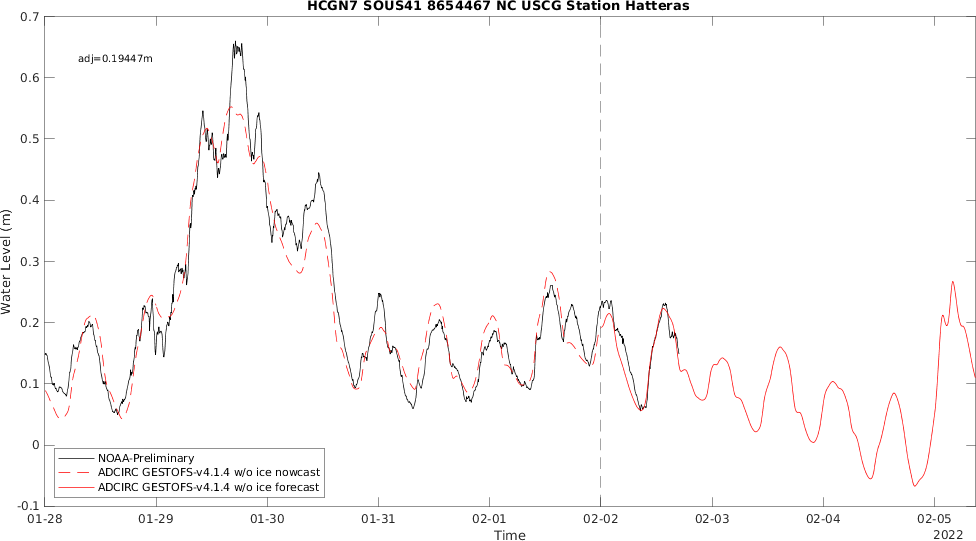 HCGN7 SOUS41 8654467 NC USCG Station Hatteras
adj=0.19447m
0.7
0.6
0.5
0.4
0.3
0.2
0.1
0
-0.1
Water Level (m)
NOAA-Preliminary
ADCIRC GESTOFS-v4.1.4 w/o ice nowcast
ADCIRC GESTOFS-v4.1.4 w/o ice forecast
01-28 01-29 01-30 01-31 02-01 02-02 02-03 02-04 02-05
Time
2022